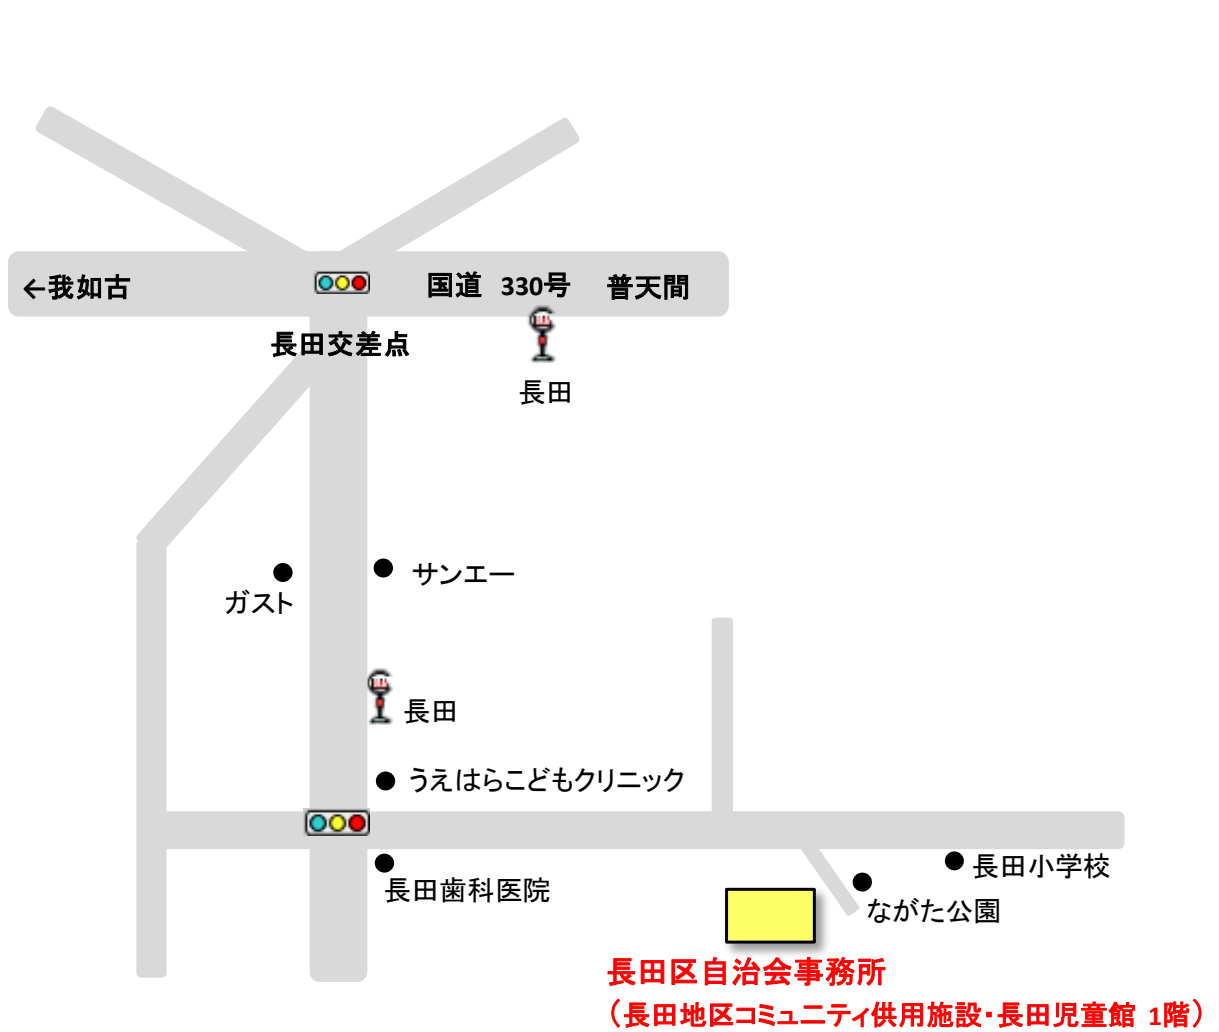 ←我如古
国道 330号 普天間
長田交差点
長田
サンエー
ガスト
長田
うえはらこどもクリニック
長田歯科医院
長田小学校
ながた公園
長田区自治会事務所
（長田地区コミュニティ供用施設・長田児童館 1階）